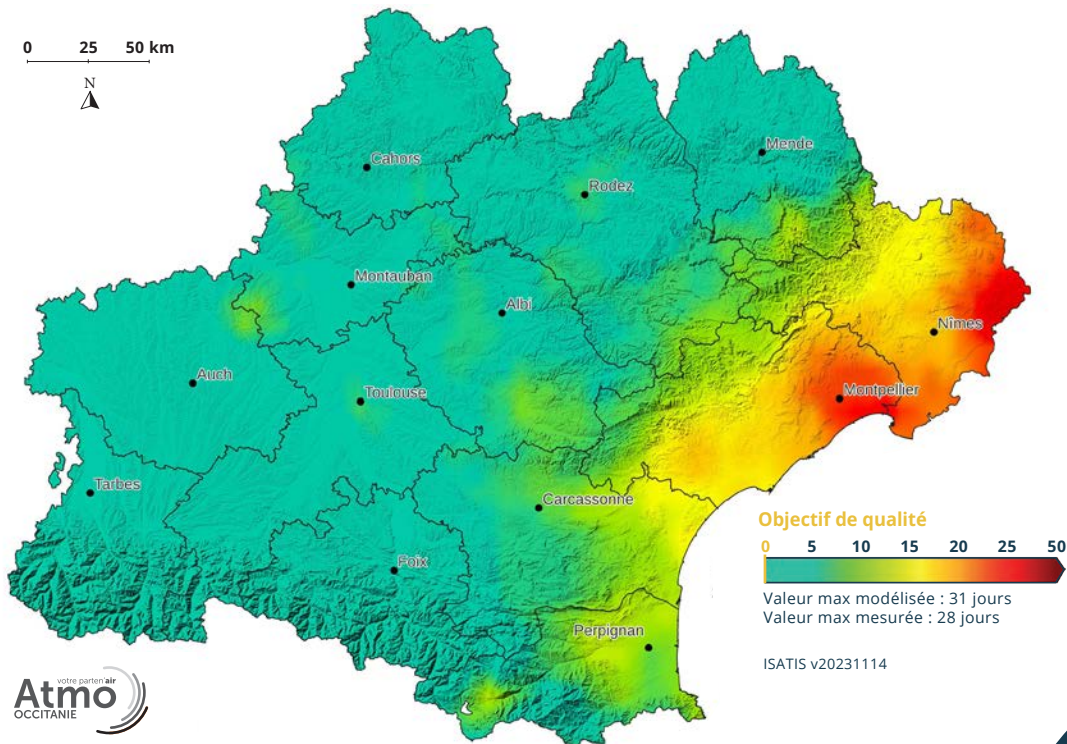 0 25 50 km
N
Cahors
Mende
Rodez
Montauban
Albi
Nîmes
Auch
Toulouse
Montpellier
Tarbes
Carcassonne
Foix
Perpignan
Objectif de qualité
0 5 10 15 20 25 50
Valeur max modélisée : 31 jours
Valeur max mesurée : 28 jours
ISATIS v20231114
votre parten'air
Atmo
OCCITANIE